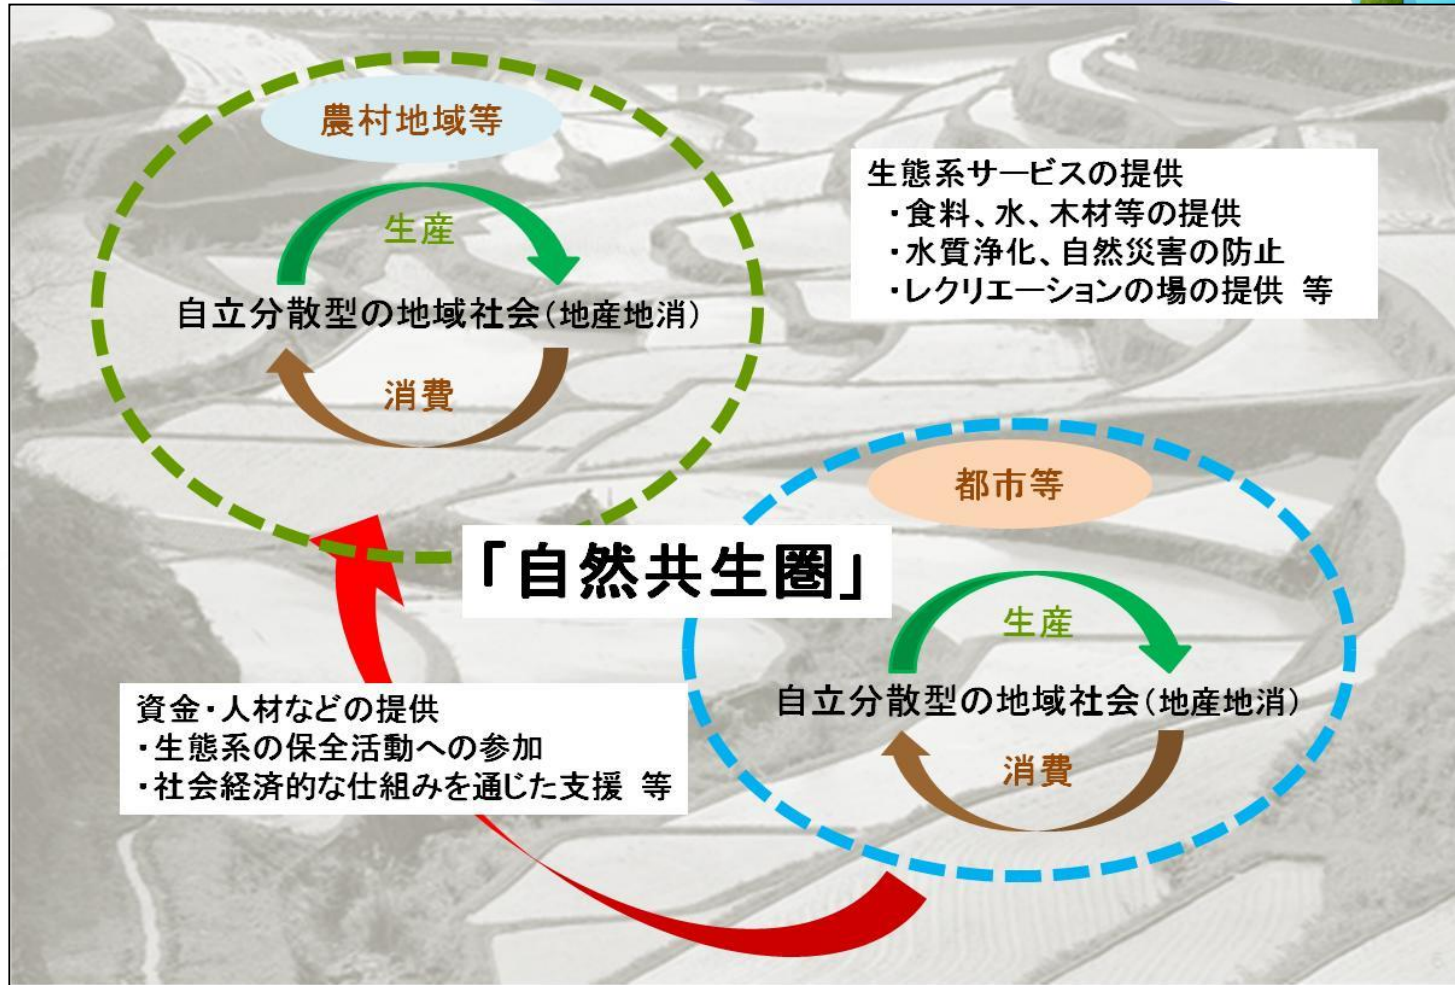 農村地域等
生産
自立分散型の地域社会(地産地消)
消費
生態系サービスの提供
・食料、水、木材等の提供
・水質浄化、自然災害の防止
・レクリエーションの場の提供 等
都市等
「自然共生圏」
生産
自立分散型の地域社会(地産地消)
消費
資金・人材などの提供
・生態系の保全活動への参加
・社会経済的な仕組みを通じた支援 等
6